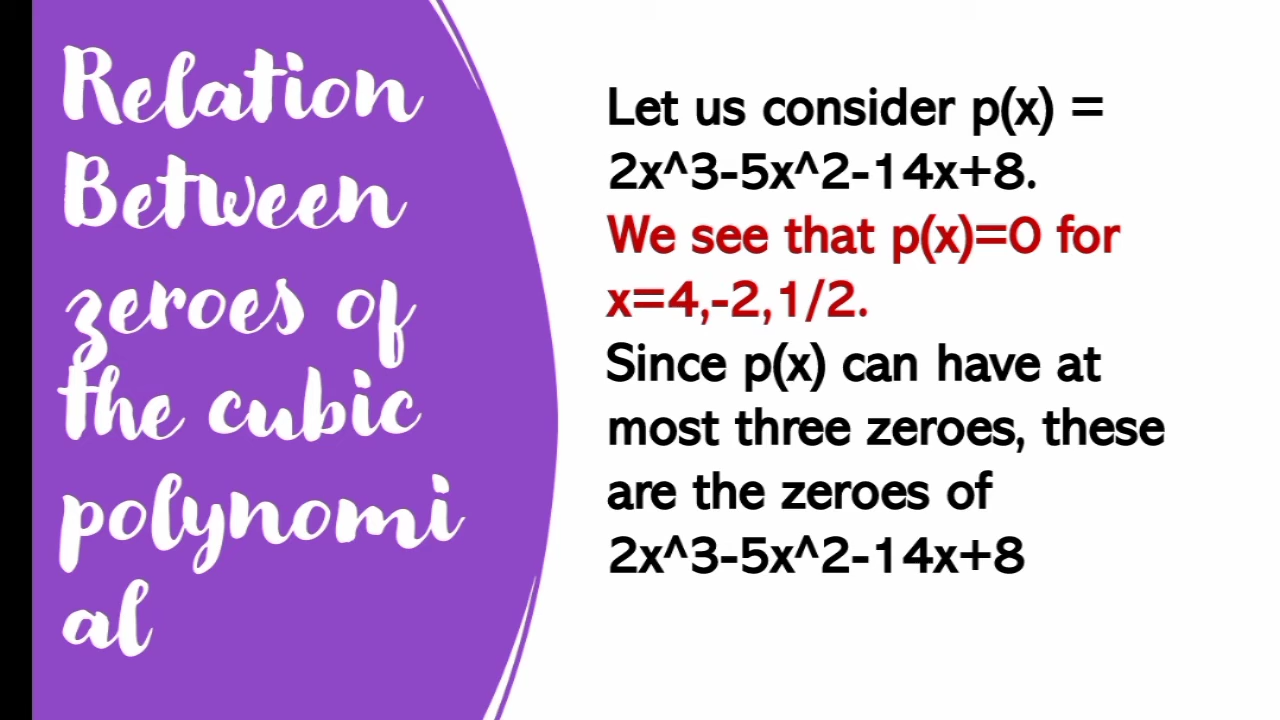 Relation
Between
zeroes of
the cubic
polynomi
al
Let us consider p(x) =
2x^3-5x^2-14x+8.
We see that p(x)=0 for
x=4,-2,1/2.
Since p(x) can have at
most three zeroes, these
are the zeroes of
2x^3-5x^2-14x+8